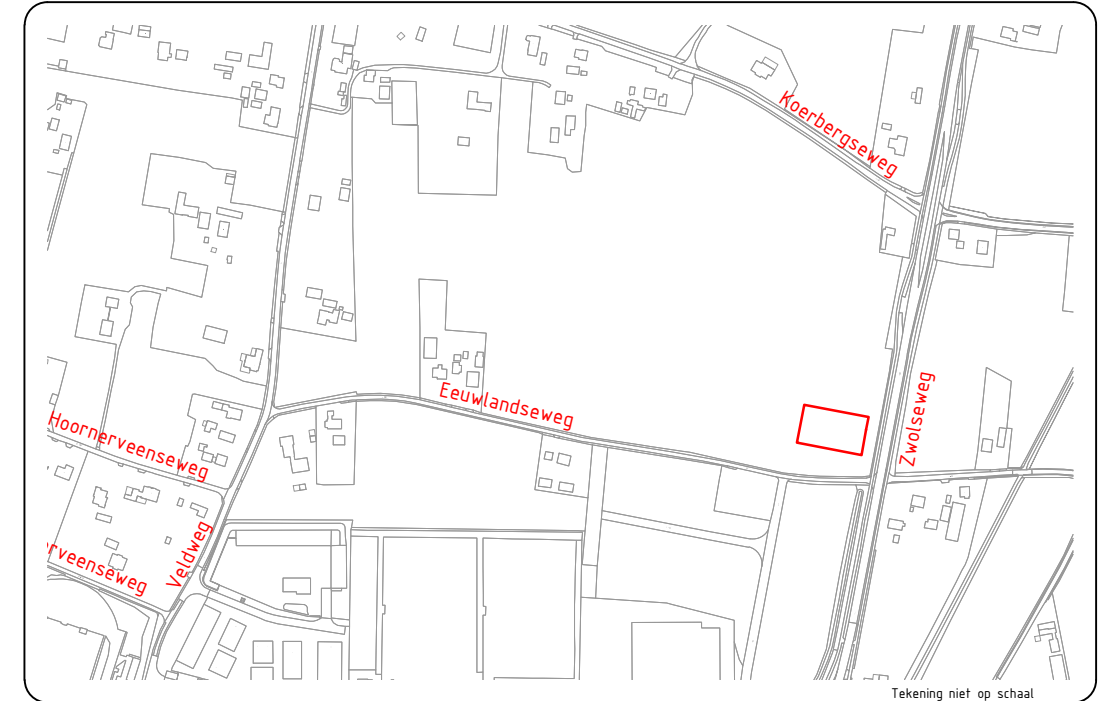 Koerbergseweg
Eeuwlandseweg
Zwolseweg
Hoornerveenseweg
Veldweg
rveenseweg
Tekening niet op schaal